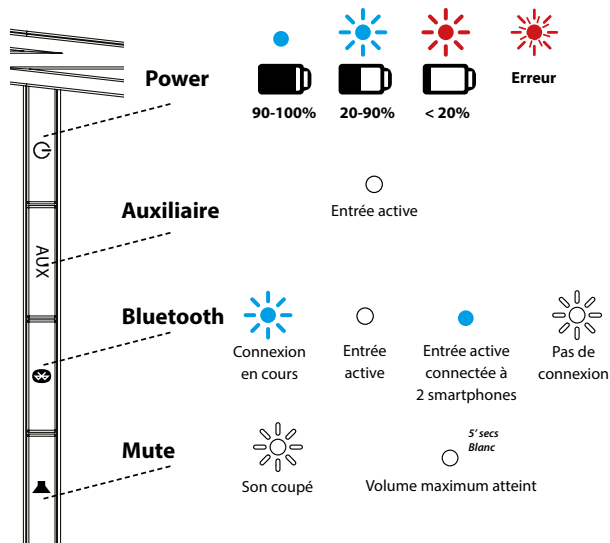 Power
90-100%
20-90%
< 20%
Erreur
Auxiliaire
Entrée active
AUX
Bluetooth
Connexion
en cours
Entrée
active
Entrée active
connectée à
2 smartphones
Pas de
connexion
Mute
Son coupé
5' secs
Blanc
Volume maximum atteint